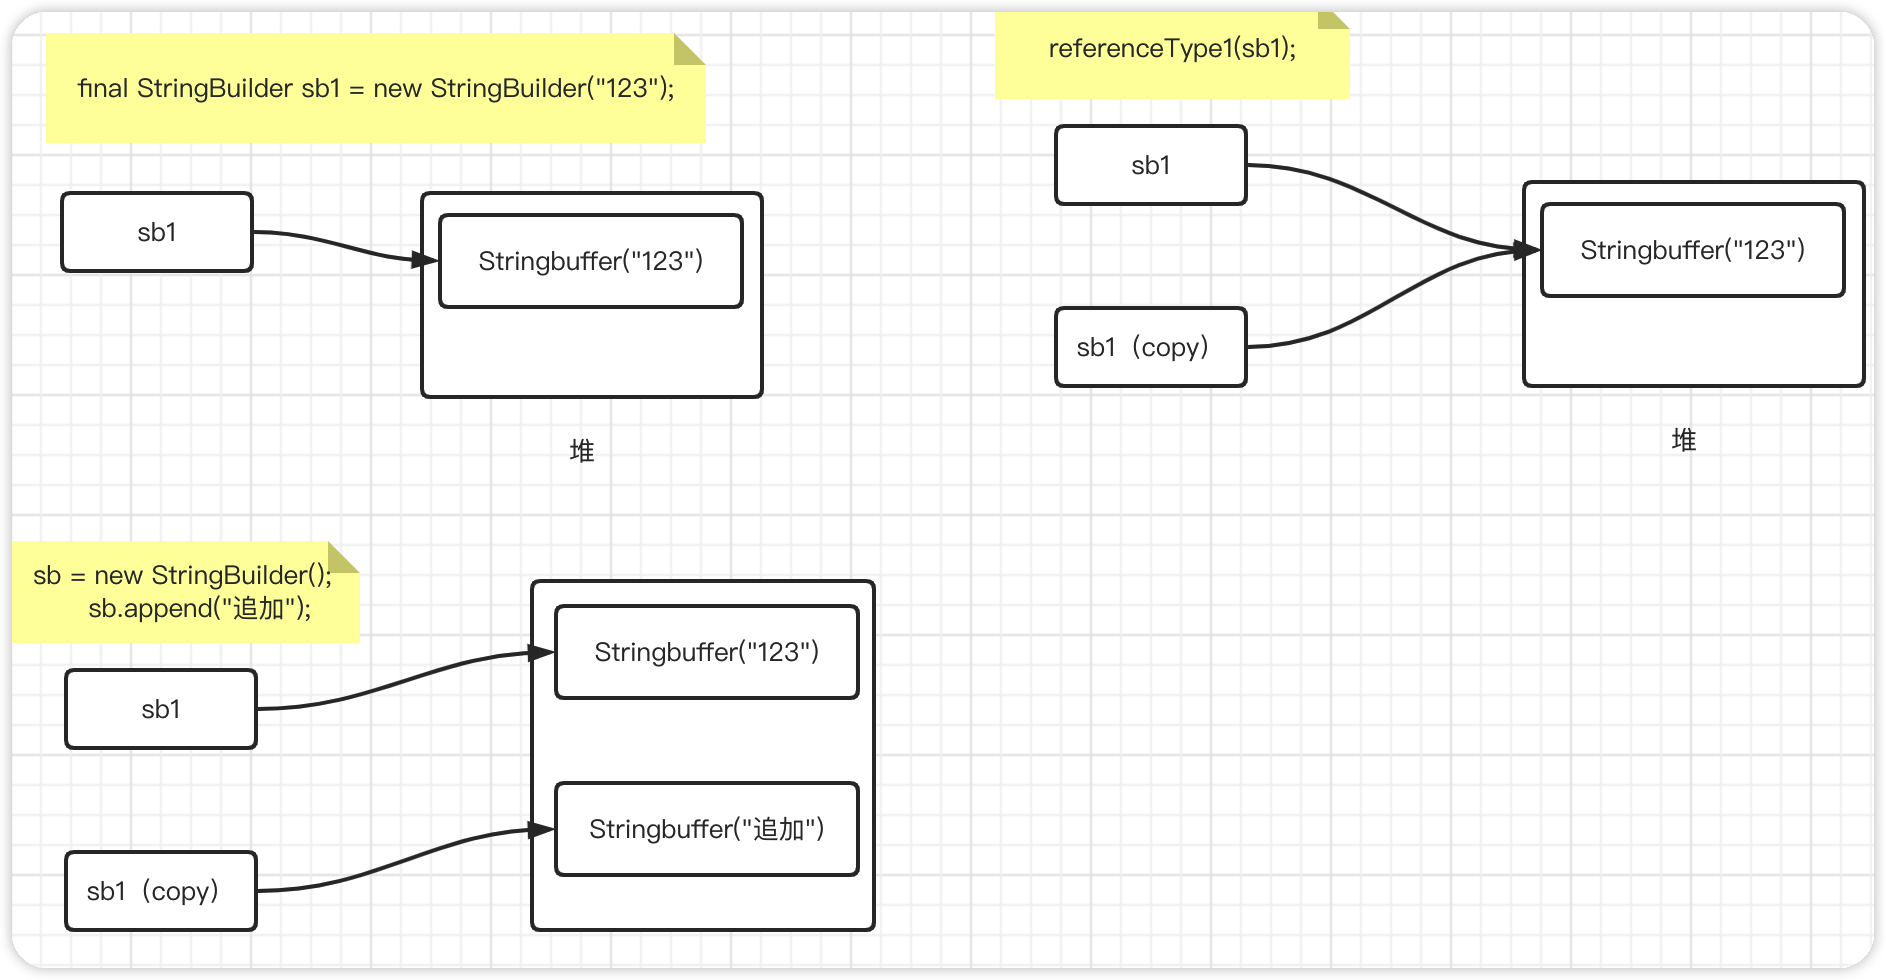 final StringBuilder sb1 = new StringBuilder("123");
sb1
Stringbuffer("123")
堆
referenceType1(sb1);
sb1
Stringbuffer("123")
sb1（copy）
堆
sb = new StringBuilder();
sb.append("追加");
Stringbuffer("123")
sb1
Stringbuffer("追加")
sb1（copy）